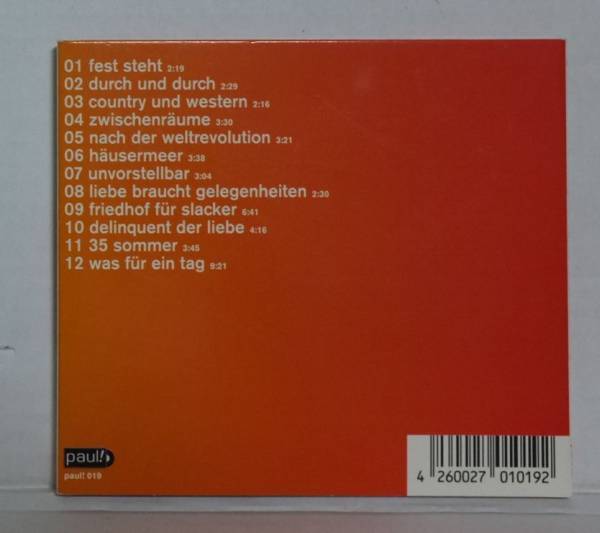 01 fest steht 2:19
02 durch und durch 2:29
03 country und western 2:16
04 zwischenräume 3:30
05 nach der weltrevolution 3:21
06 häusermeer 3:38
07 unvorstellbar 3:04
08 liebe braucht gelegenheiten 2:30
09 friedhof für slacker 6:41
10 delinquent der liebe 4:16
11 35 sommer 3:45
12 was für ein tag 9:21
paul!
paul! 019
4 260027 010192